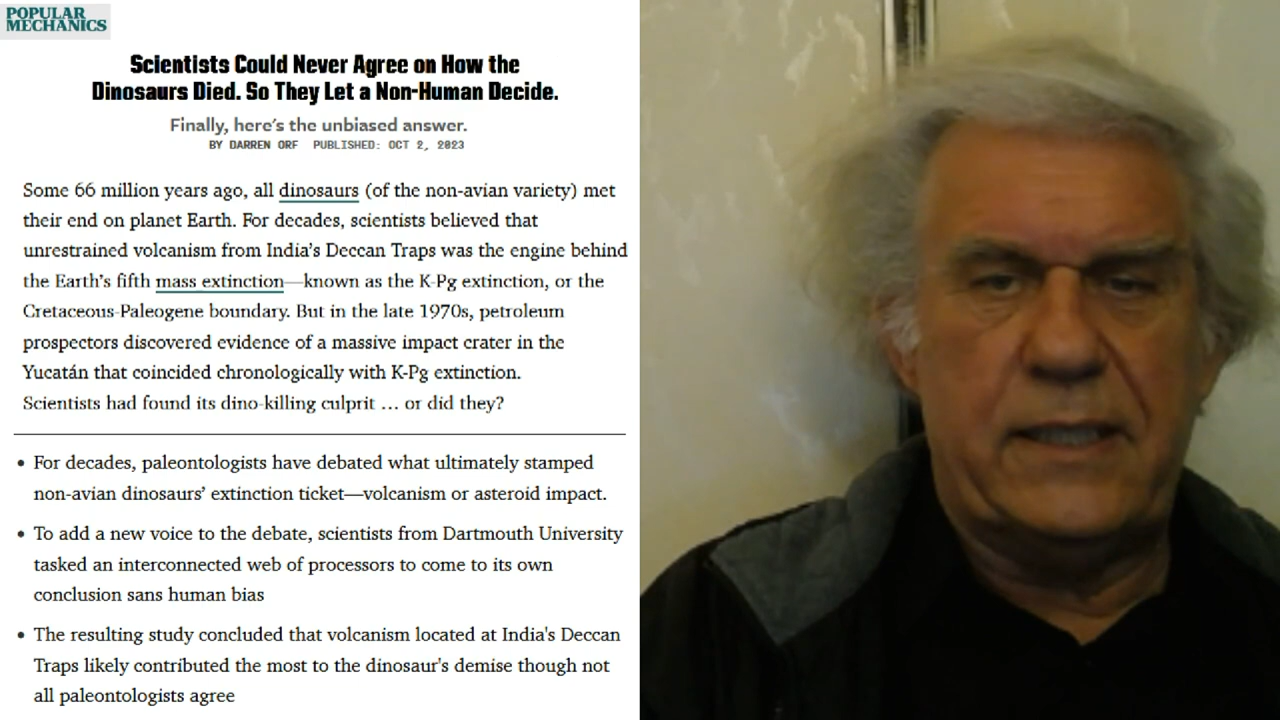 POPULAR
MECHANICS
Scientists Could Never Agree on How the
Dinosaurs Died. So They Let a Non-Human Decide.
Finally, here's the unbiased answer.
BY DARREN ORF PUBLISHED: OCT 2, 2023
Some 66 million years ago, all dinosaurs (of the non-avian variety) met
their end on planet Earth. For decades, scientists believed that
unrestrained volcanism from India's Deccan Traps was the engine behind
the Earth's fifth mass extinction—known as the K-Pg extinction, or the
Cretaceous-Paleogene boundary. But in the late 1970s, petroleum
prospectors discovered evidence of a massive impact crater in the
Yucatán that coincided chronologically with K-Pg extinction.
Scientists had found its dino-killing culprit … or did they?
• For decades, paleontologists have debated what ultimately stamped
non-avian dinosaurs' extinction ticket—volcanism or asteroid impact.
• To add a new voice to the debate, scientists from Dartmouth University
tasked an interconnected web of processors to come to its own
conclusion sans human bias
• The resulting study concluded that volcanism located at India's Deccan
Traps likely contributed the most to the dinosaur's demise though not
all paleontologists agree